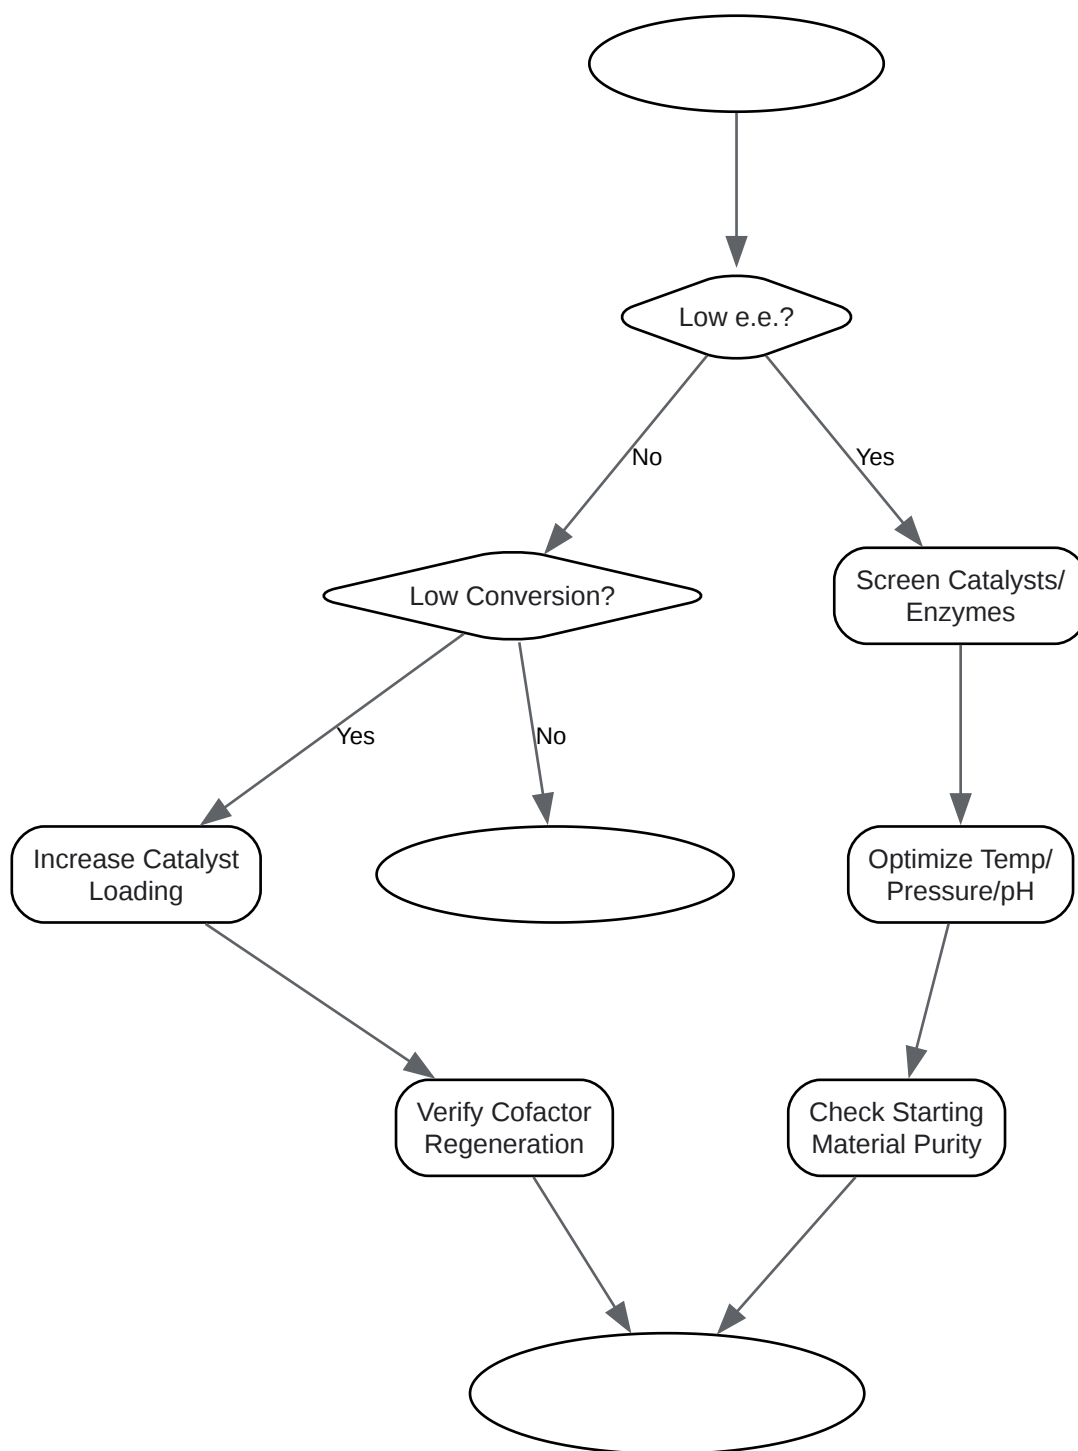 Low e.e.?
No
Yes
Low Conversion?
Screen Catalysts/
Enzymes
Yes
No
Increase Catalyst
Loading
Optimize Temp/
Pressure/pH
Verify Cofactor
Regeneration
Check Starting
Material Purity